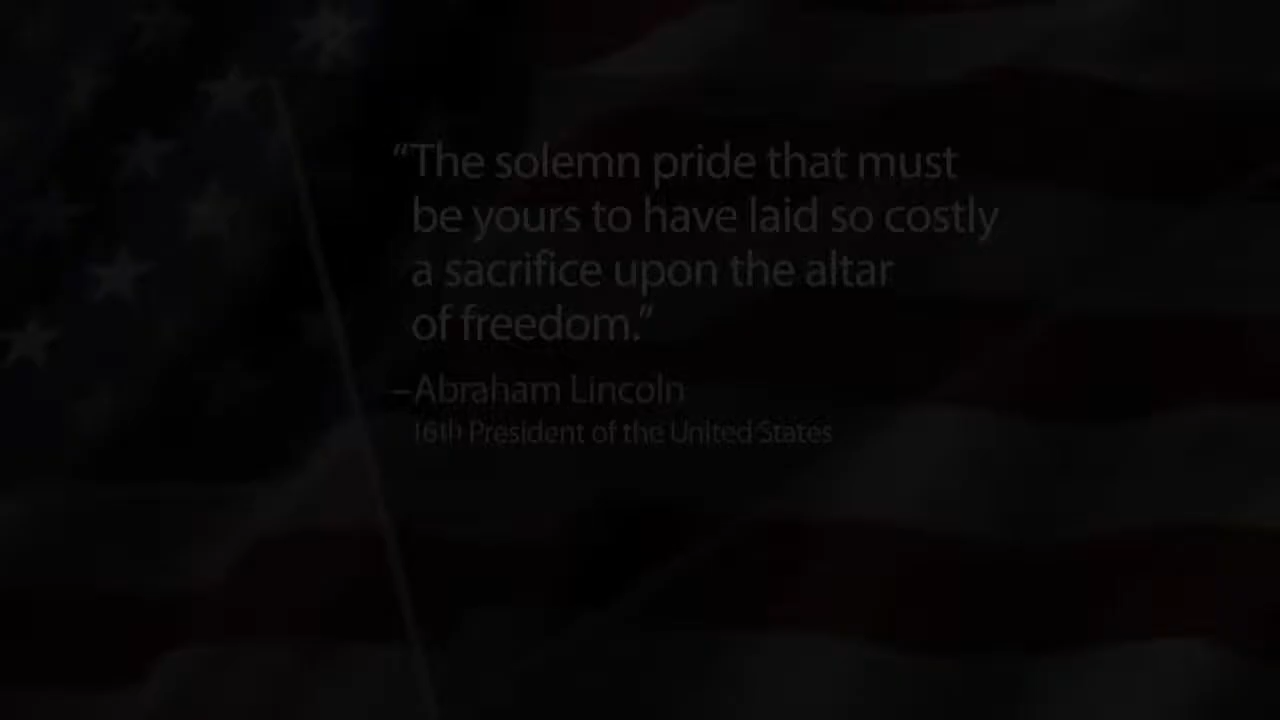 “The solemn pride that must
be yours to have laid so costly
a sacrifice upon the altar
of freedom.”
–Abraham Lincoln
16th President of the United States